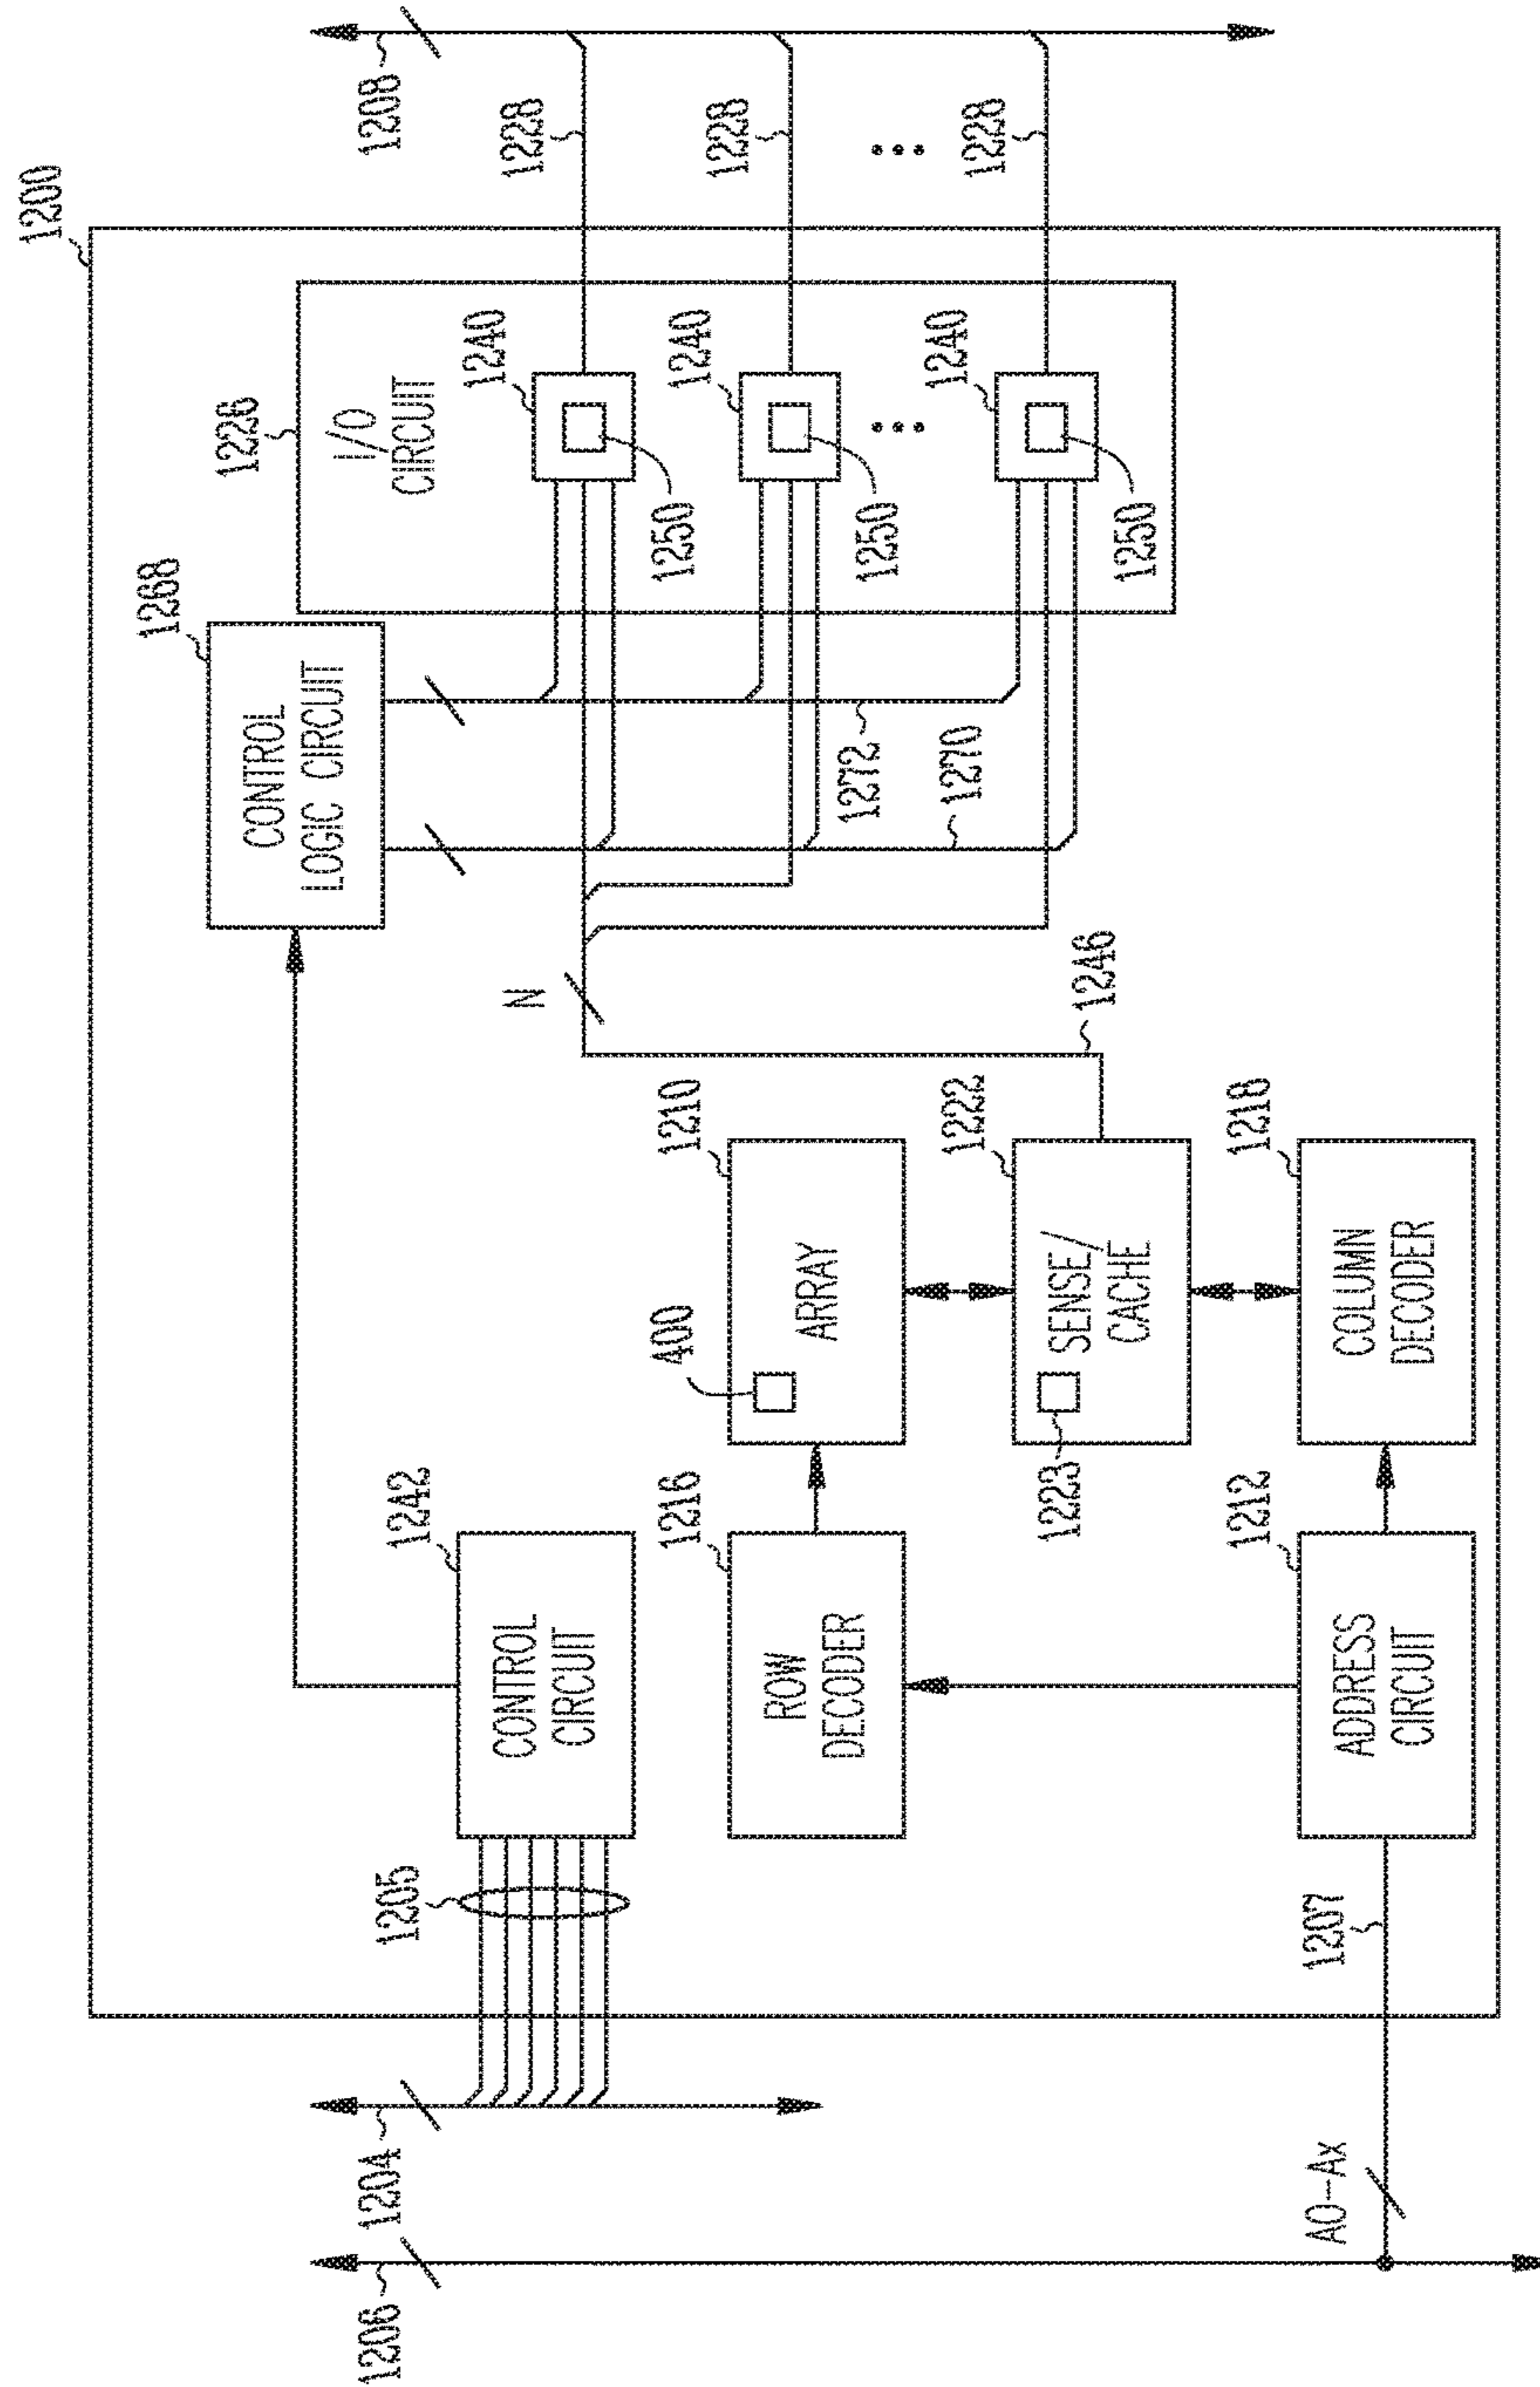 1200
1268
1226
CONTROL
LOGIC CIRCUIT
I/O
CIRCUIT
1206
1204
1205
1242
1208
CONTROL
CIRCUIT
N
1240
1228
1250
1216
400
1210
1240
1228
ROW
DECODER
ARRAY
1272
1250
1270
1222
1240
1228
1223
SENSE/
CACHE
1246
1250
1207
1212
1218
A0-Ax
ADDRESS
CIRCUIT
COLUMN
DECODER